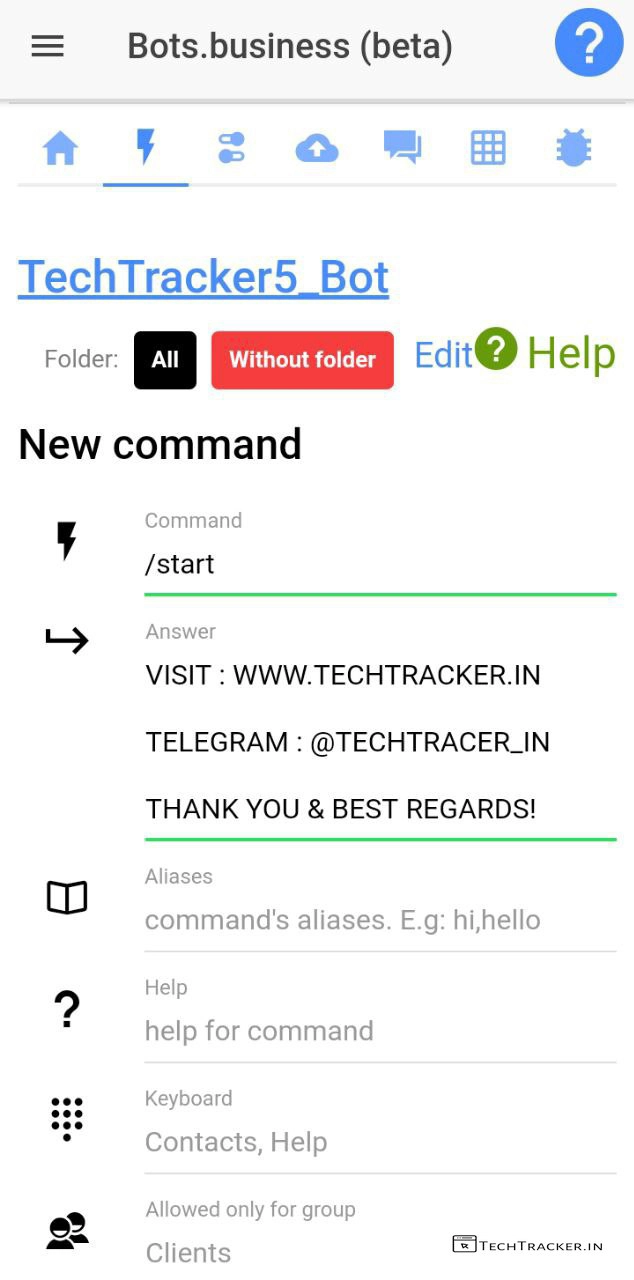 Bots.business (beta)
?
TechTracker5_Bot
Folder: All Without folder Edit ? Help
New command
Command
/start
Answer
VISIT : WWW.TECHTRACKER.IN
TELEGRAM : @TECHTRACER_IN
THANK YOU & BEST REGARDS!
Aliases
command's aliases. E.g: hi,hello
?
Help
help for command
Keyboard
Contacts, Help
Allowed only for group
Clients
TECHTRACKER.IN